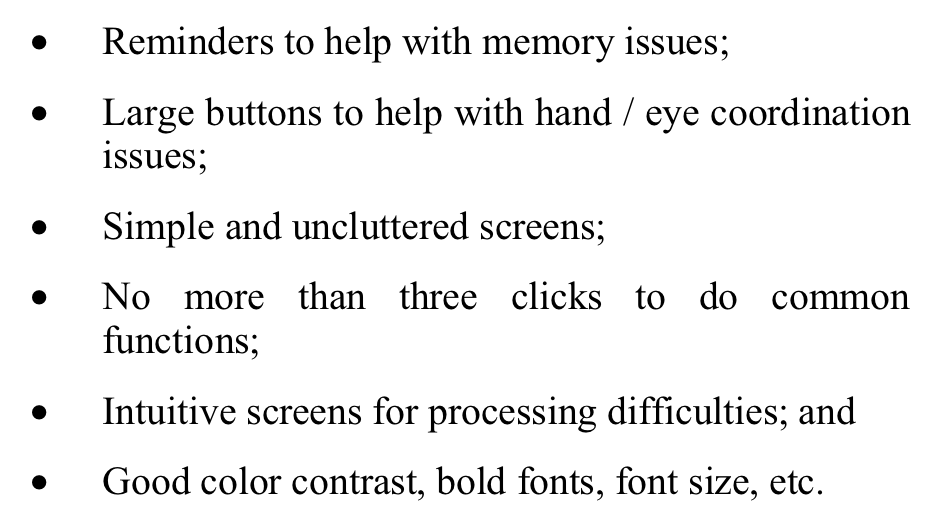 • Reminders to help with memory issues;
• Large buttons to help with hand / eye coordination
issues;
• Simple and uncluttered screens;
• No more than three clicks to do common
functions;
• Intuitive screens for processing difficulties; and
• Good color contrast, bold fonts, font size, etc.